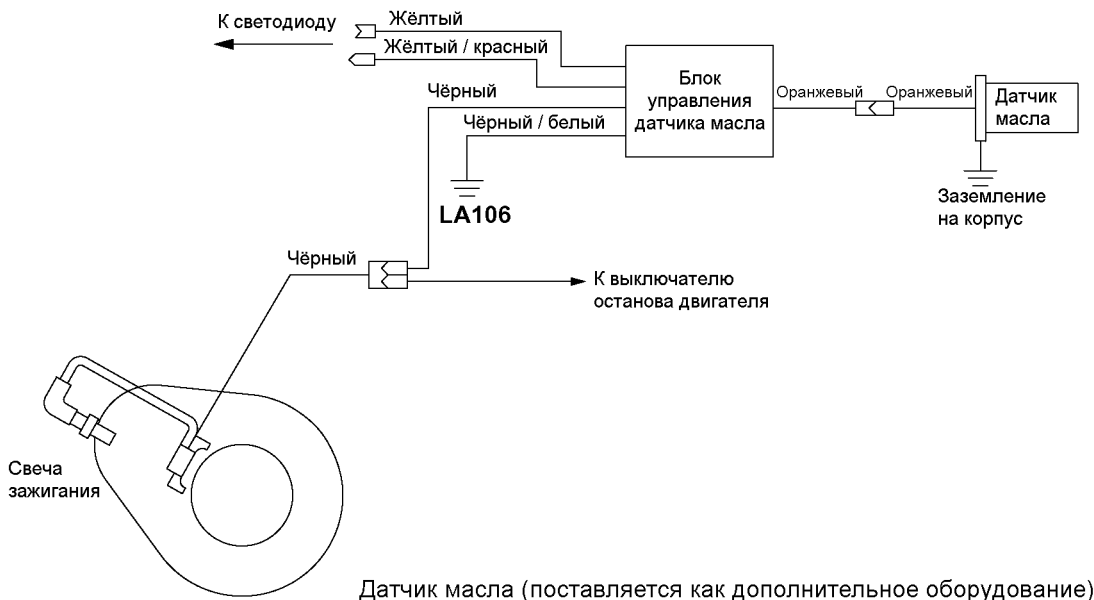 К светодиоду
Жёлтый
Жёлтый / красный
Чёрный
Чёрный / белый
LA106
Блок
управления
датчика масла
Оранжевый
Оранжевый
Датчик
масла
Заземление
на корпус
Чёрный
К выключателю
останова двигателя
Свеча
зажигания
Датчик масла (поставляется как дополнительное оборудование)